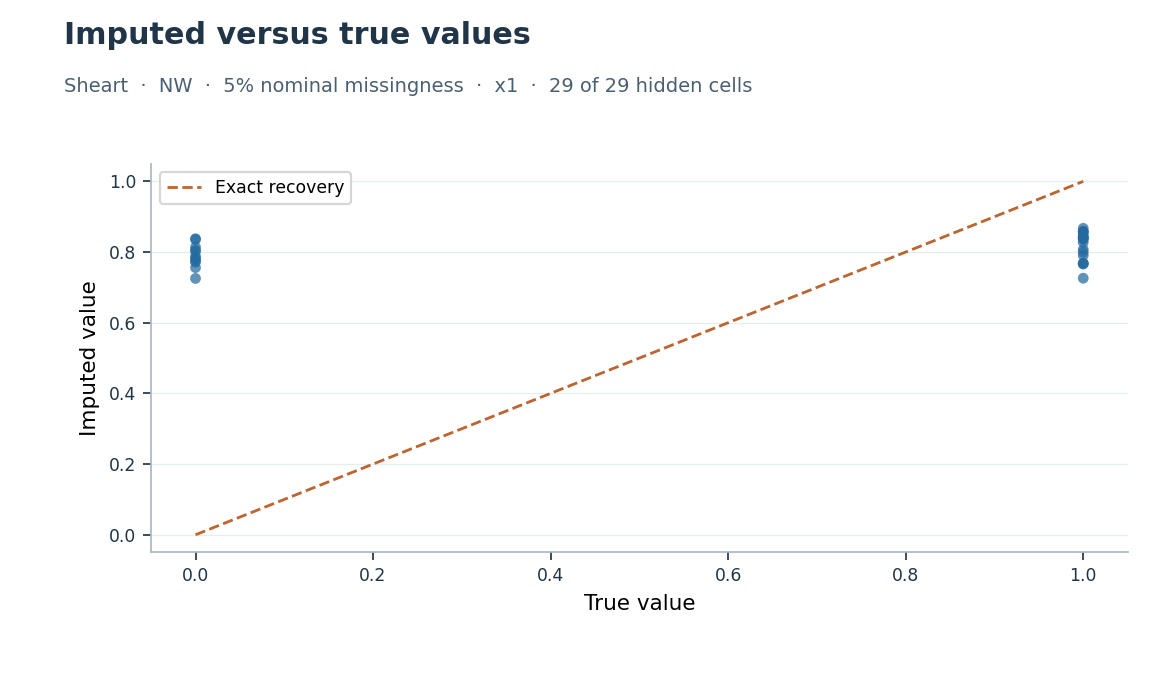 Imputed versus true values
Sheart · NW · 5% nominal missingness · x1 · 29 of 29 hidden cells
Exact recovery
1.0
0.8
0.6
0.4
0.2
0.0
Imputed value
0.0 0.2 0.4 0.6 0.8 1.0
True value